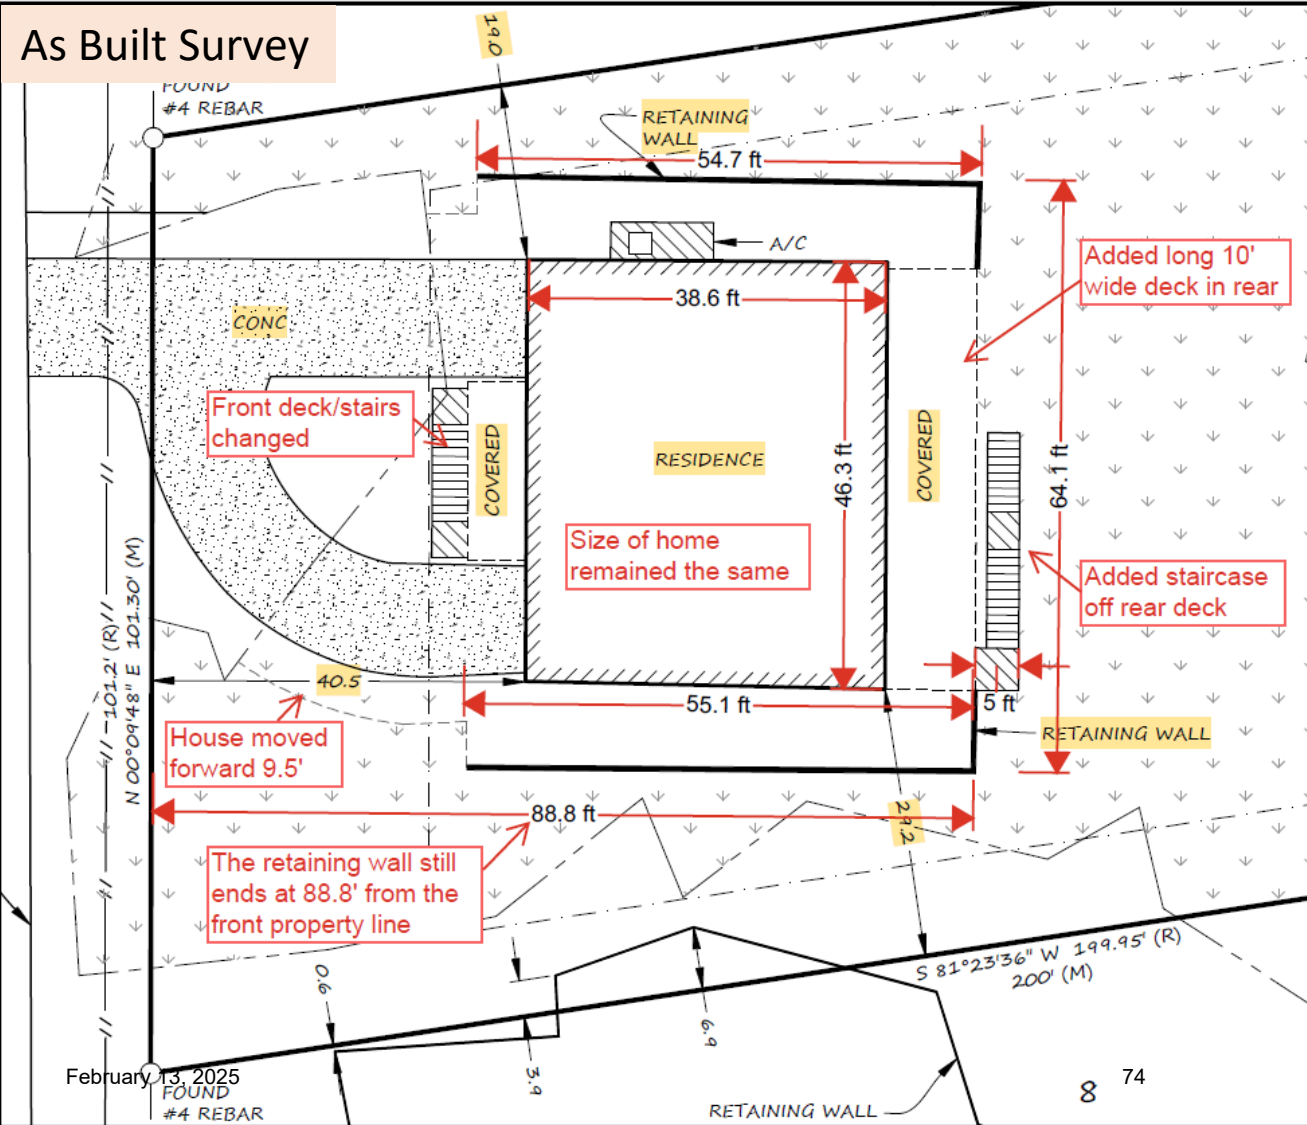 As Built Survey
FOUND
#4 REBAR
19.0
RETAINING
WALL
54.7 ft
A/C
Added long 10'
wide deck in rear
38.6 ft
CONC
Front deck/stairs
changed
COVERED
RESIDENCE
46.3 ft
COVERED
64.1 ft
Size of home
remained the same
Added staircase
off rear deck
101.2' (R)
N 00°09'48" E 101.30' (M)
40.5
55.1 ft
5 ft
RETAINING WALL
House moved
forward 9.5'
88.8 ft
29.2
The retaining wall still
ends at 88.8' from the
front property line
S 81°23'36" W 199.95' (R)
200' (M)
0.6
6.9
3.9
February 13, 2025
FOUND
#4 REBAR
RETAINING WALL
8
74